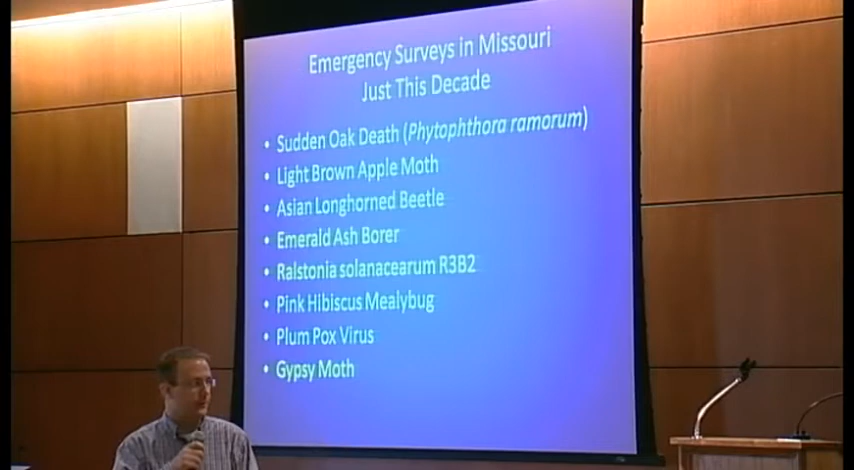 Emergency Surveys in Missouri
Just This Decade
• Sudden Oak Death (Phytophthora ramorum)
• Light Brown Apple Moth
• Asian Longhorned Beetle
• Emerald Ash Borer
• Ralstonia solanacearum R3B2
• Pink Hibiscus Mealybug
• Plum Pox Virus
• Gypsy Moth